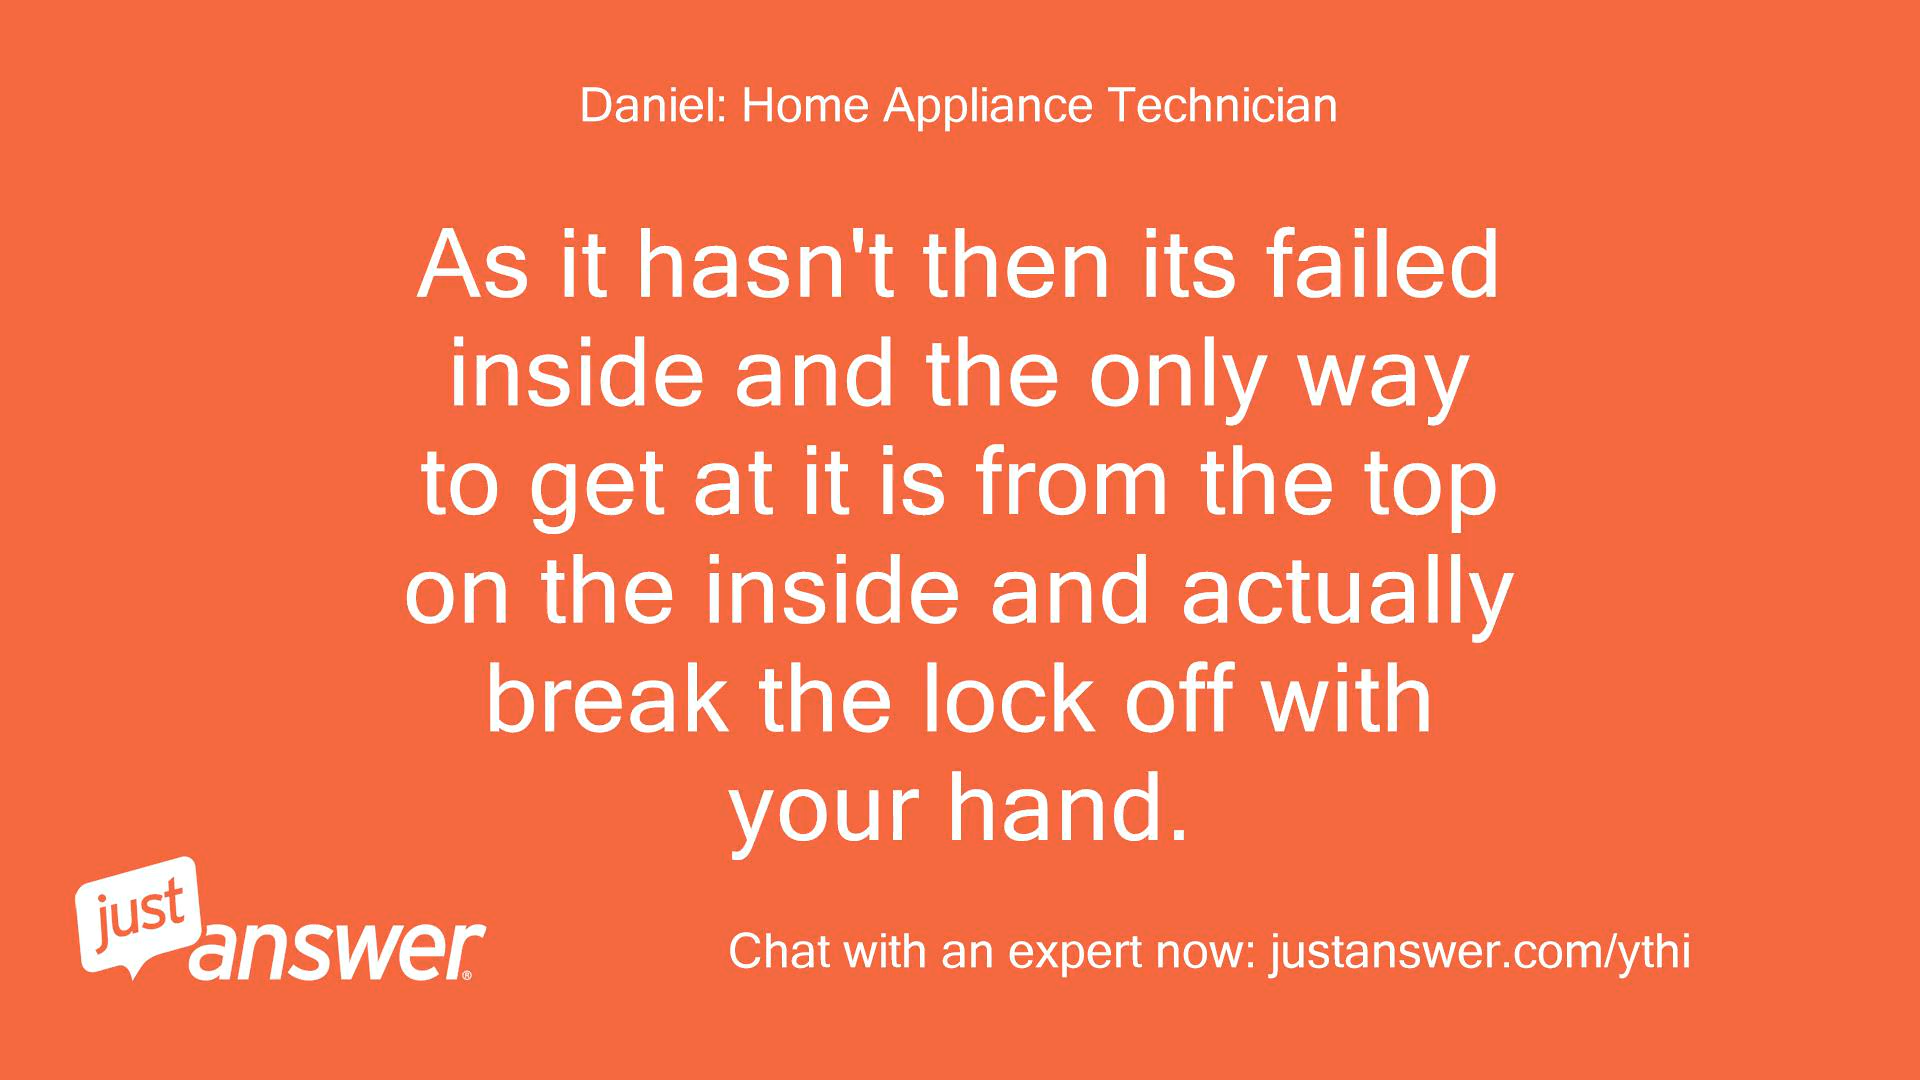 Daniel: Home Appliance Technician
As it hasn't then its failed
inside and the only way
to get at it is from the top
on the inside and actually
break the lock off with
your hand.
just
answer®
Chat with an expert now: justanswer.com/ythi